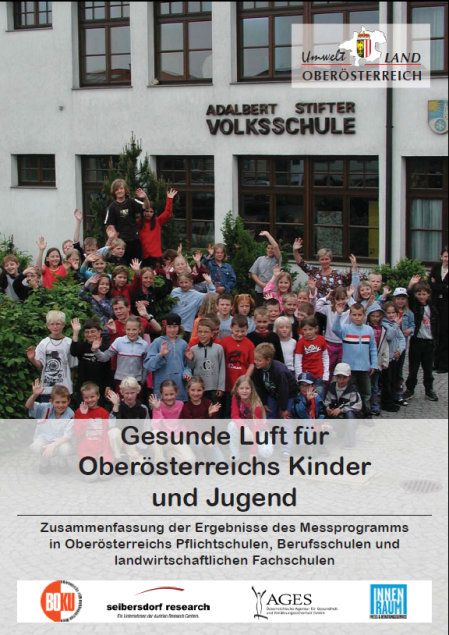 Umwelt LAND
OBERÖSTERREICH
ADALBERT STIFTER
VOLKSSCHULE
Gesunde Luft für
Oberösterreichs Kinder
und Jugend
Zusammenfassung der Ergebnisse des Messprogramms
in Oberösterreichs Pflichtschulen, Berufsschulen und
landwirtschaftlichen Fachschulen
BOKU
seibersdorf research
Ein Unternehmen der Austrian Research Centers.
AGES
Österreichische Agentur für Gesundheit
und Ernährungssicherheit GmbH
INNEN
RAUM